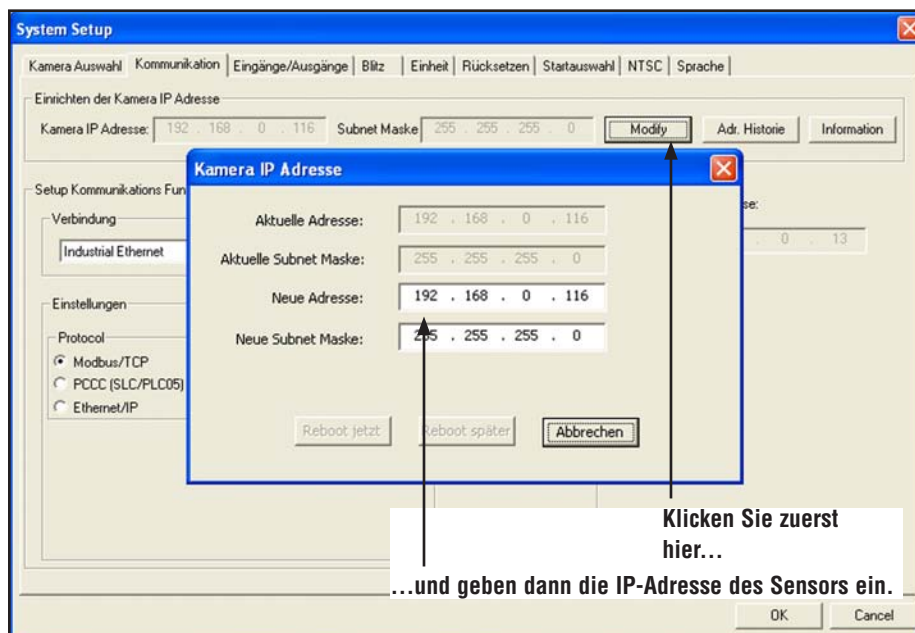 System Setup
Kamera Auswahl Kommunikation Eingänge/Ausgänge Blitz Einheit Rücksetzen Startauswahl NTSC Sprache
Einrichten der Kamera IP Adresse
Kamera IP Adresse: 192 . 168 . 0 . 116 Subnet Maske 255 . 255 . 255 . 0 Modify Adr. Historie Information
Kamera IP Adresse
Setup Kommunikations Fun
se:
Verbindung
Aktuelle Adresse: 192 . 168 . 0 . 116
. 0 . 13
Industrial Ethernet
Aktuelle Subnet Maske: 255 . 255 . 255 . 0
Einstellungen
Neue Adresse: 192 . 168 . 0 . 116
Protocol
Neue Subnet Maske: 255 . 255 . 255 . 0
Modbus/TCP
PCCC (SLC/PLC05)
Ethernet/IP
Reboot jetzt Reboot später Abbrechen
Klicken Sie zuerst
hier...
...und geben dann die IP-Adresse des Sensors ein.
OK Cancel